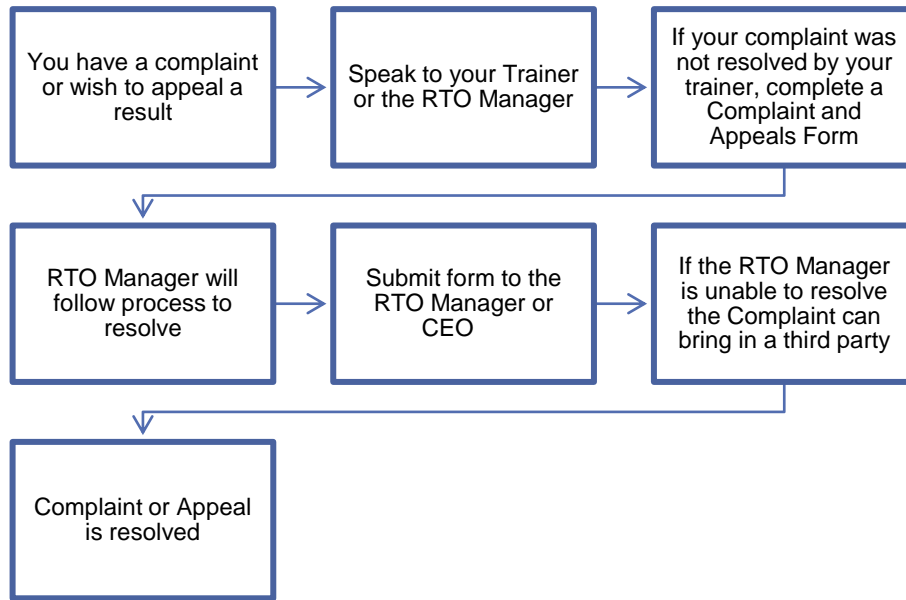 You have a complaint
or wish to appeal a
result
Speak to your Trainer
or the RTO Manager
If your complaint was
not resolved by your
trainer, complete a
Complaint and
Appeals Form
RTO Manager will
follow process to
resolve
Submit form to the
RTO Manager or
CEO
If the RTO Manager
is unable to resolve
the Complaint can
bring in a third party
Complaint or Appeal
is resolved